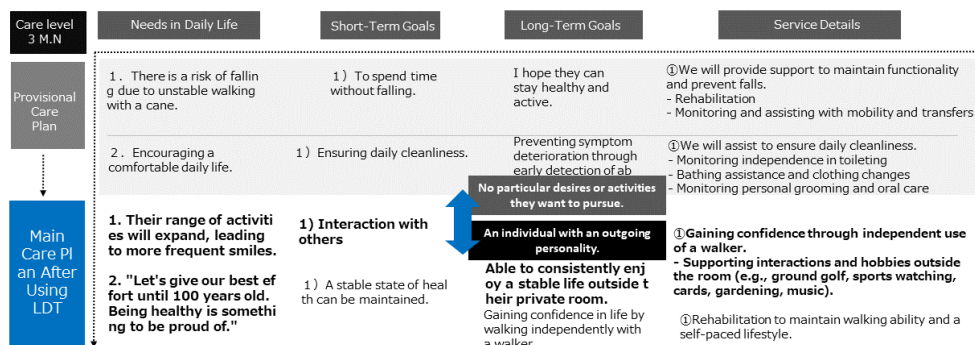 Care level
3 M.N
Needs in Daily Life
Short-Term Goals
Long-Term Goals
Service Details
Provisional
Care
Plan
1. There is a risk of fallin
g due to unstable walking
with a cane.
1）To spend time
without falling.
I hope they can
stay healthy and
active.
①We will provide support to maintain functionality
and prevent falls.
- Rehabilitation
- Monitoring and assisting with mobility and transfers
2. Encouraging a
comfortable daily life.
1）Ensuring daily cleanliness.
Preventing symptom
deterioration through
early detection of ab
①We will assist to ensure daily cleanliness.
- Monitoring independence in toileting
- Bathing assistance and clothing changes
- Monitoring personal grooming and oral care
No particular desires or activities
they want to pursue.
An individual with an outgoing
personality.
Main
Care Pl
an After
Using
LDT
1. Their range of activiti
es will expand, leading
to more frequent smiles.
2. "Let's give our best ef
fort until 100 years old.
Being healthy is somethi
ng to be proud of."
1) Interaction with
others
1）A stable state of heal
th can be maintained.
Able to consistently enj
oy a stable life outside t
heir private room.
Gaining confidence in life by
walking independently with
a walker
①Gaining confidence through independent use
of a walker.
- Supporting interactions and hobbies outside
the room (e.g., ground golf, sports watching,
cards, gardening, music).
①Rehabilitation to maintain walking ability and a
self-paced lifestyle.